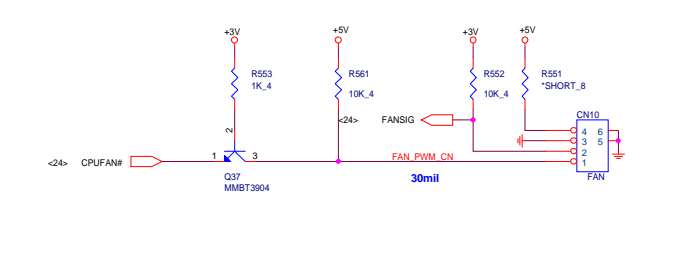 +3V
+5V
+3V
+5V
R553
1K_4
R561
10K_4
R552
10K_4
R551
*SHORT_8
<24>
FANSIG
CN10
2
4 6
3 5
2
1
FAN
<24> CPUFAN#
1
3
FAN_PWM_CN
30mil
Q37
MMBT3904